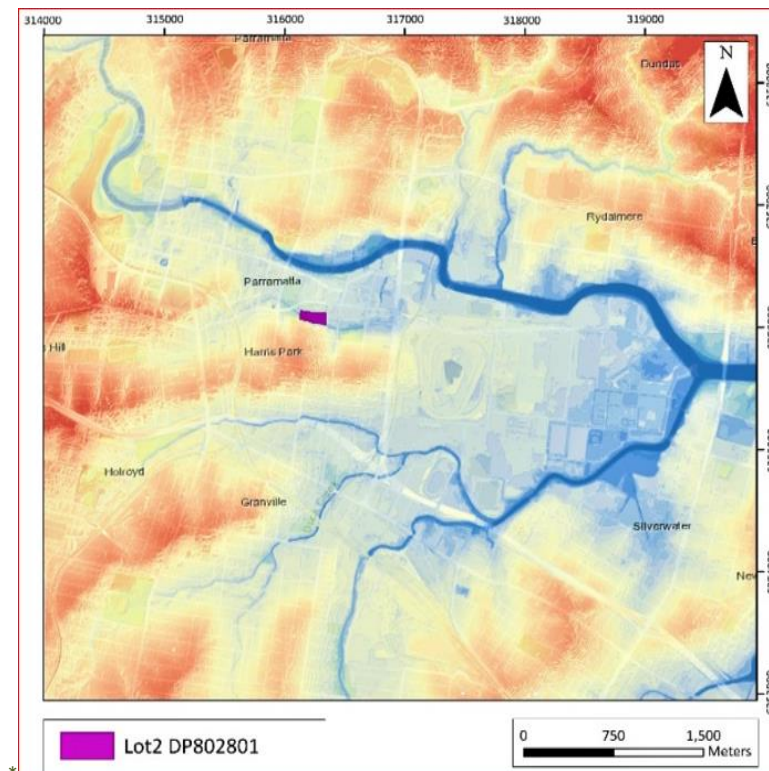 314000 315000 316000 317000 318000 319000
Parramatta
Dundas
N
Rydalmere
Parramatta
Harris Park
s Hill
Holroyd
Granville
Silverwater
New
Lot2 DP802801
0 750 1,500
Meters
*